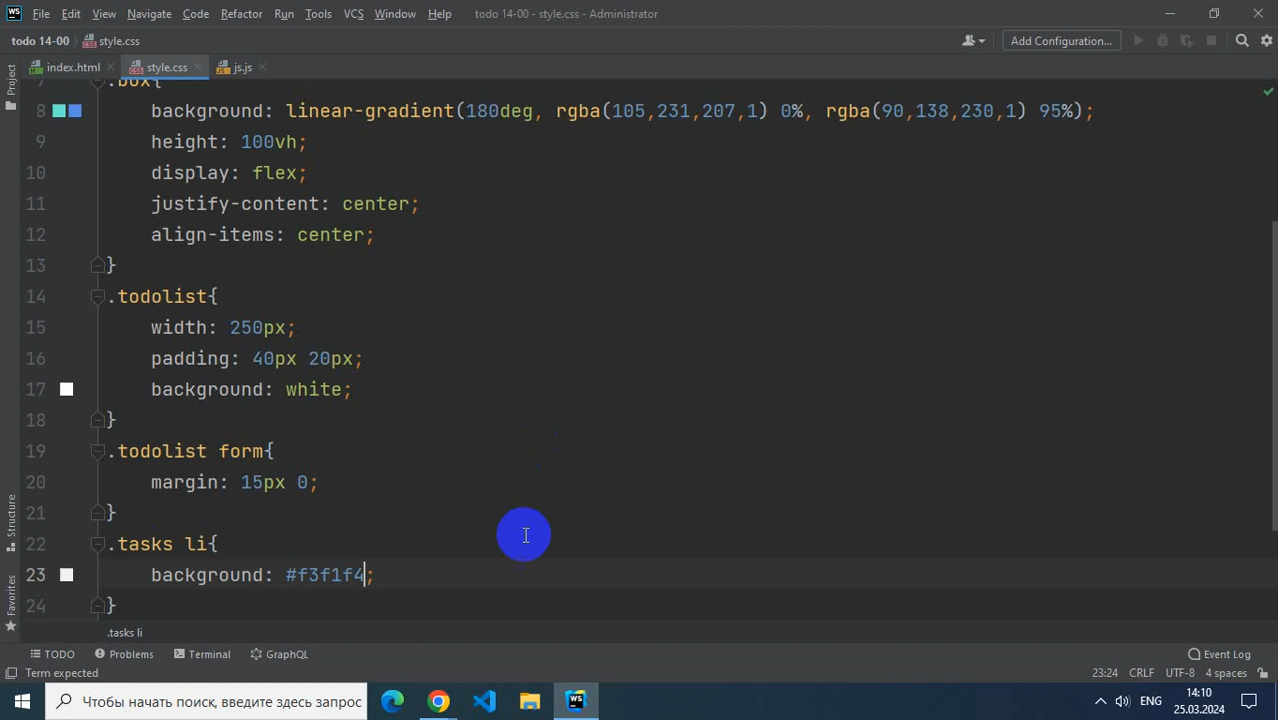 WS File Edit View Navigate Code Refactor Run Tools VCS Window Help todo 14-00 - style.css - Administrator
todo 14-00 style.css Add Configuration...
index.html style.css js.js
Project
.box{
8 background: linear-gradient(180deg, rgba(105,231,207,1) 0%, rgba(90,138,230,1) 95%);
9 height: 100vh;
10 display: flex;
11 justify-content: center;
12 align-items: center;
13 }
14 .todolist{
15 width: 250px;
16 padding: 40px 20px;
17 background: white;
18 }
19 .todolist form{
20 margin: 15px 0;
21 }
22 .tasks li{
23 background: #f3f1f4;
24 }
Structure
Favorites
.tasks li
TODO Problems Terminal GraphQL Event Log
Term expected 23:24 CRLF UTF-8 4 spaces
Чтобы начать поиск, введите здесь запрос WS ENG 14:10
25.03.2024